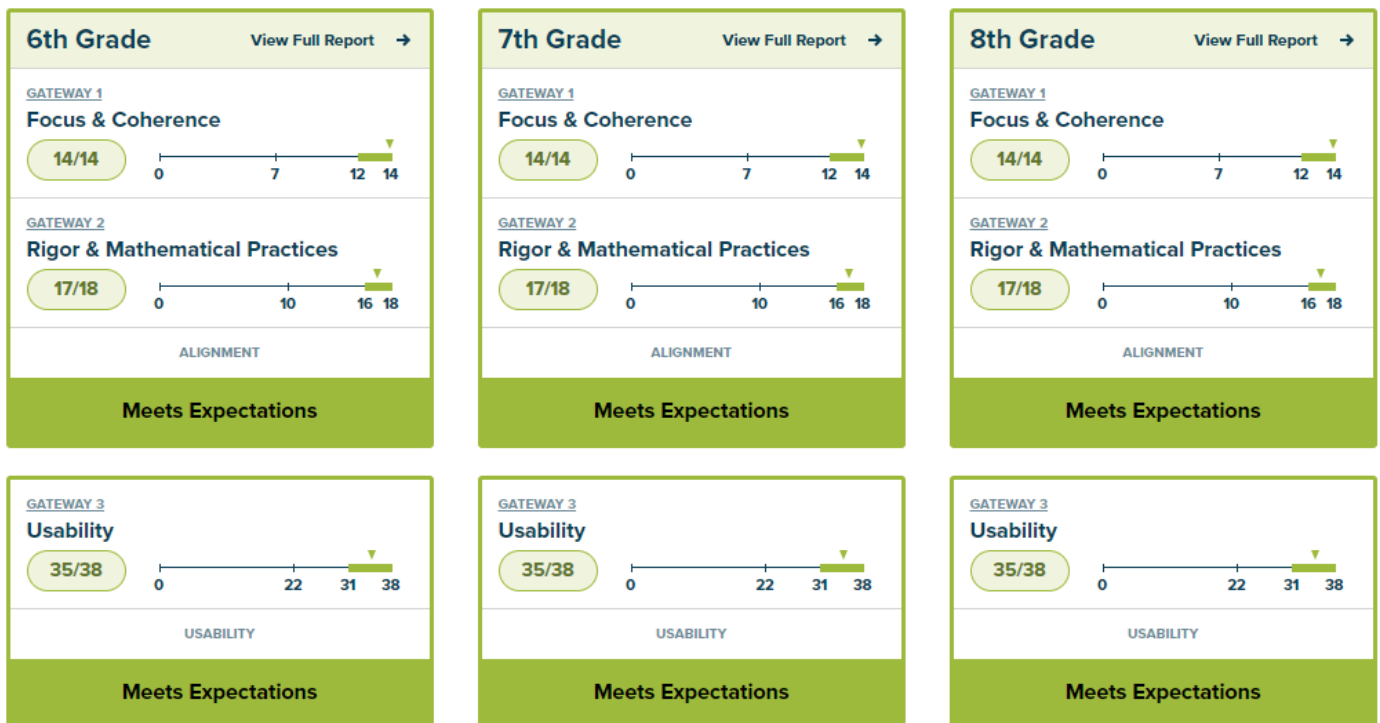 6th Grade View Full Report →
GATEWAY 1
Focus & Coherence
14/14
0 7 12 14
GATEWAY 2
Rigor & Mathematical Practices
17/18
0 10 16 18
ALIGNMENT
Meets Expectations
GATEWAY 3
Usability
35/38
0 22 31 38
USABILITY
Meets Expectations
7th Grade View Full Report →
GATEWAY 1
Focus & Coherence
14/14
0 7 12 14
GATEWAY 2
Rigor & Mathematical Practices
17/18
0 10 16 18
ALIGNMENT
Meets Expectations
GATEWAY 3
Usability
35/38
0 22 31 38
USABILITY
Meets Expectations
8th Grade View Full Report →
GATEWAY 1
Focus & Coherence
14/14
0 7 12 14
GATEWAY 2
Rigor & Mathematical Practices
17/18
0 10 16 18
ALIGNMENT
Meets Expectations
GATEWAY 3
Usability
35/38
0 22 31 38
USABILITY
Meets Expectations